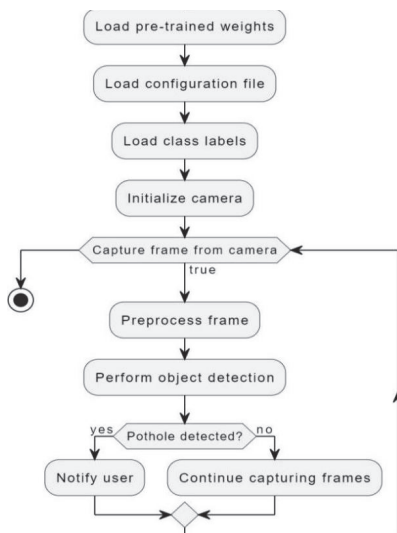 Load pre-trained weights
Load configuration file
Load class labels
Initialize camera
Capture frame from camera
true
Preprocess frame
Perform object detection
yes
Pothole detected?
no
Notify user
Continue capturing frames